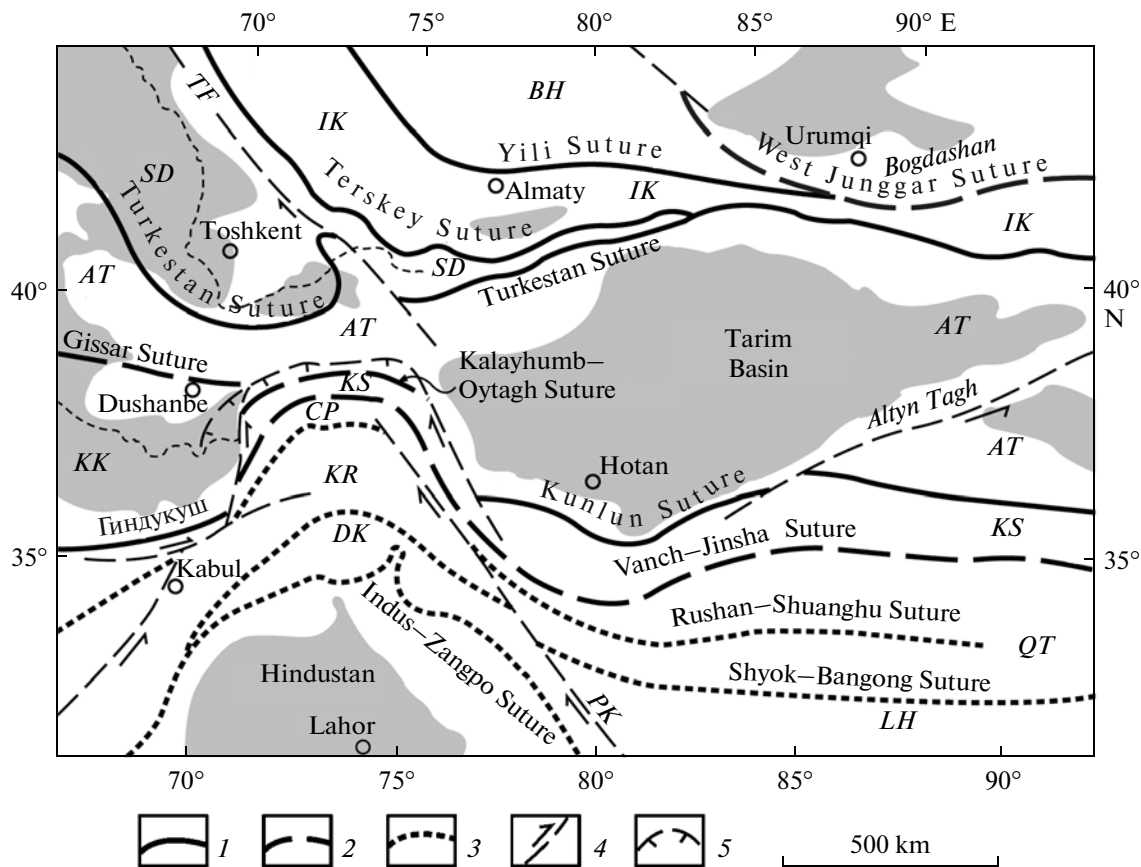 70° 75° 80° 85° 90° E
TF
IK
BH
Urumqi
Bogdashan
West Junggar Suture
Yili Suture
SD
Terskey Suture
Almaty
IK
IK
Toshkent
Turkestan Suture
SD
Turkestan Suture
AT
40°
40°
N
AT
AT
Tarim
Basin
Gissar Suture
Kalayhumb–
Oytagh Suture
KS
Dushanbe
CP
Altyn Tagh
KK
KR
Hotan
AT
Kunlun Suture
Гиндукуш
KS
DK
Vanch–Jinsha Suture
35°
35°
Kabul
Indus–Zangpo Suture
Rushan–Shuanghu Suture
QT
Hindustan
Shyok–Bangong Suture
PK
LH
Lahor
70° 75° 80° 85° 90°
1 2 3 4 5
500 km